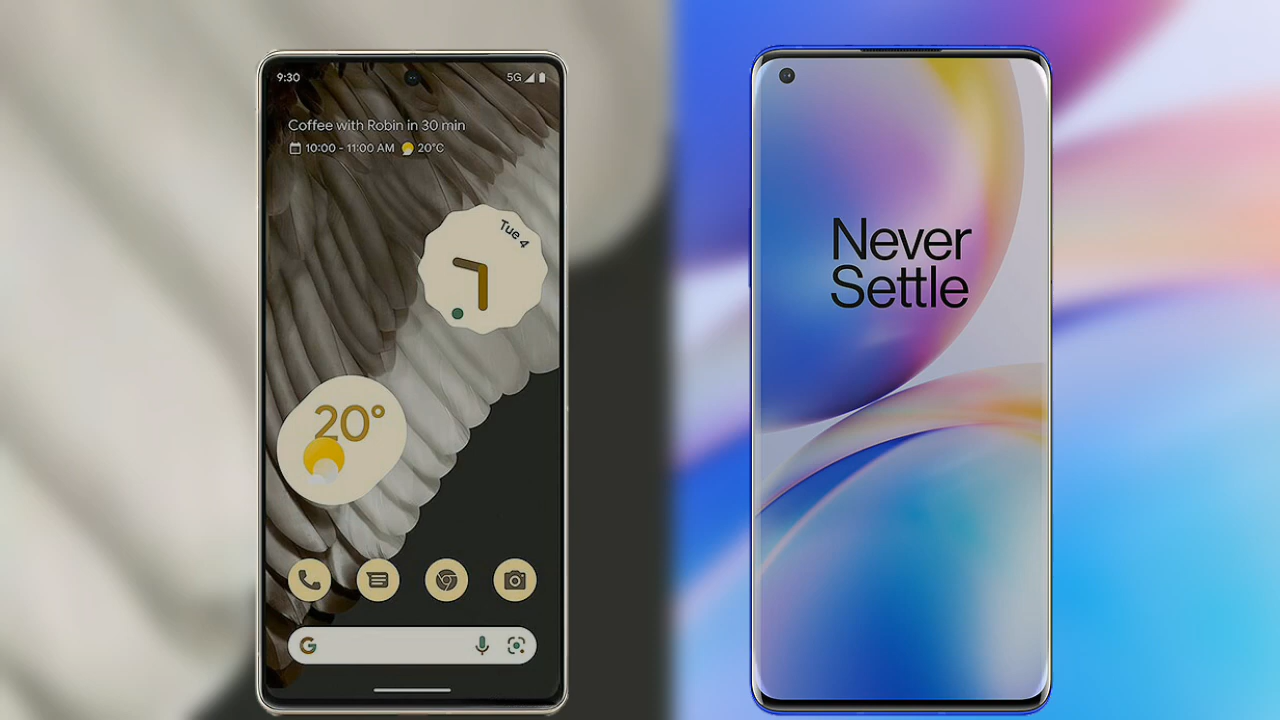 9:30
5G
Coffee with Robin in 30 min
10:00 - 11:00 AM 20°C
Tue 4
20°
G
Never
Settle